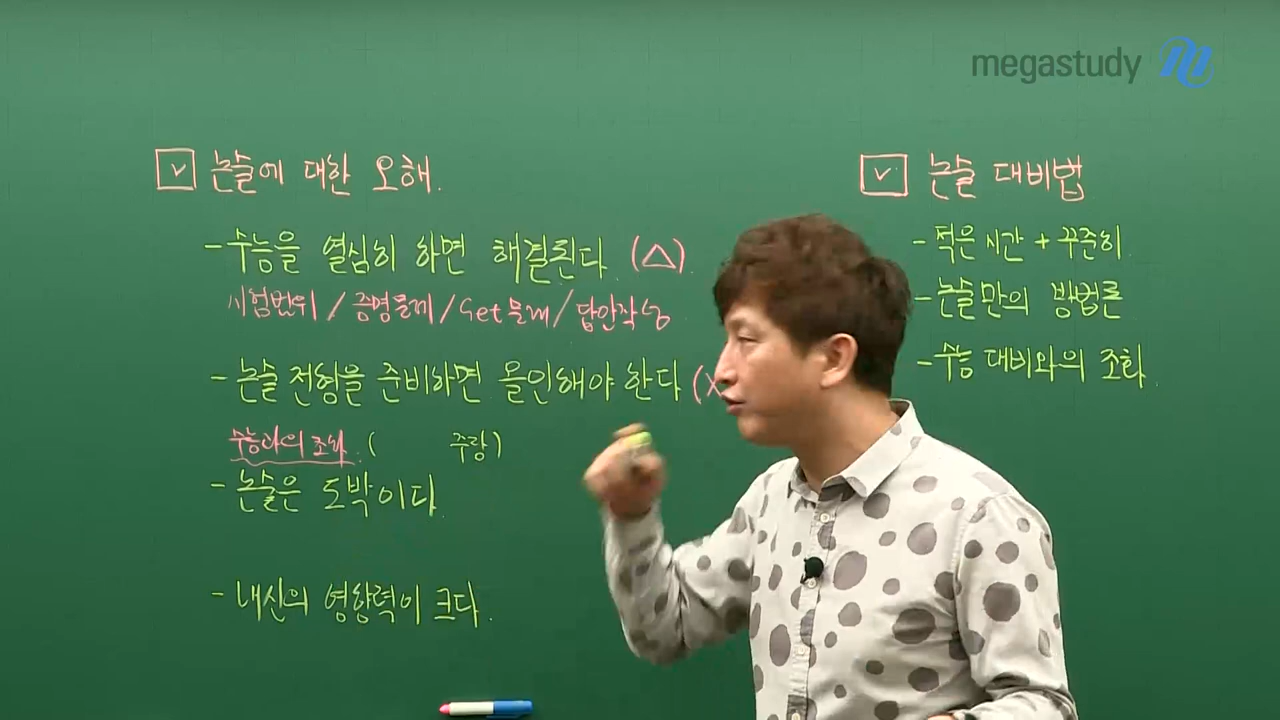 megastudy
논술에 대한 오해.
- 수능을 열심히 하면 해결된다 (△)
시험범위 / 증명문제 / Set문제 / 답안작성
- 논술전형을 준비하면 올인해야 한다 (X
수능과의 조화. ( 주랑)
- 논술은 도박이다
- 내신의 영향력이 크다.
논술 대비법
- 적은 시간 + 꾸준히
- 논술만의 방법론
- 수능 대비와의 조화